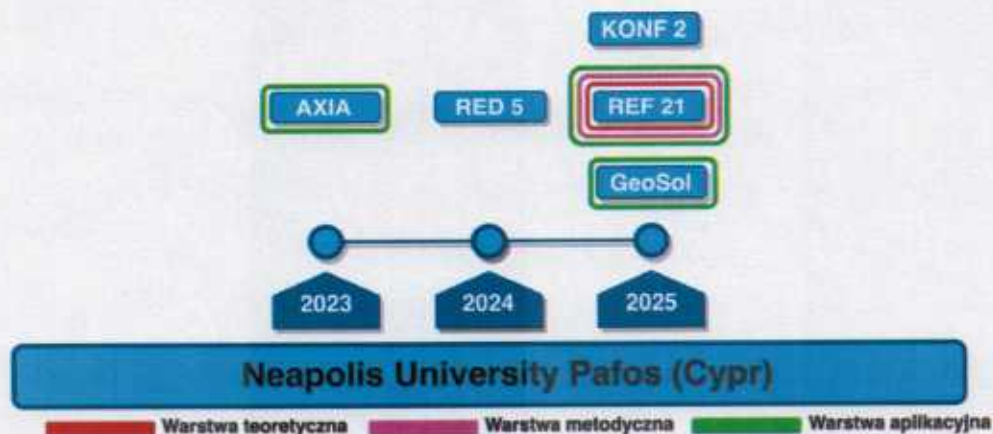 KONF 2
AXIA RED 5 REF 21
GeoSol
2023 2024 2025
Neapolis University Pafos (Cypr)
Warstwa teoretyczna Warstwa metodyczna Warstwa aplikacyjna